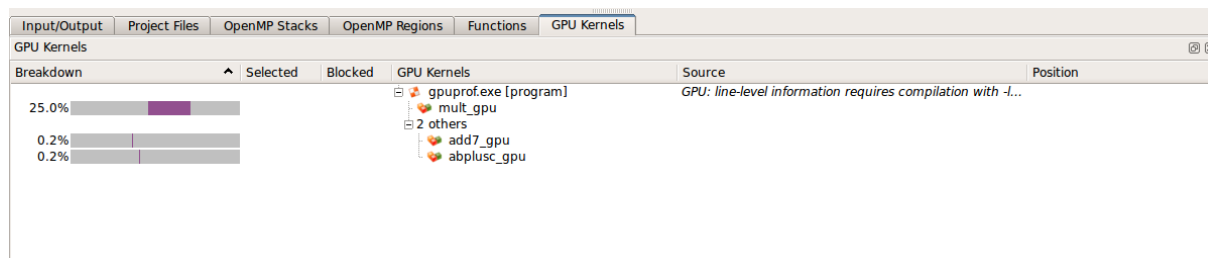 Input/Output Project Files OpenMP Stacks OpenMP Regions Functions GPU Kernels
GPU Kernels
Breakdown Selected Blocked GPU Kernels Source Position
gpuprof.exe [program] GPU: line-level information requires compilation with -l...
25.0% mult_gpu
2 others
0.2% add7_gpu
0.2% abplusc_gpu